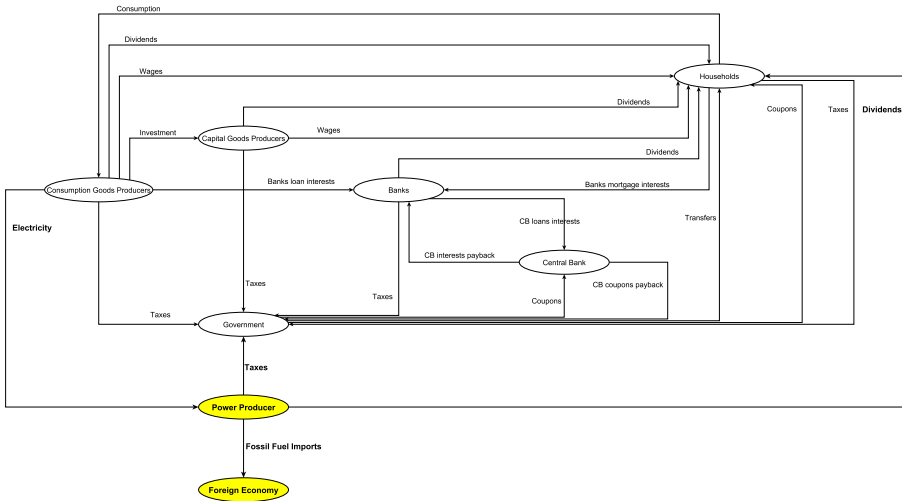 Consumption
Dividends
Wages
Households
Dividends
Coupons
Taxes
Dividends
Investment
Capital Goods Producers
Wages
Dividends
Consumption Goods Producers
Banks loan interests
Banks
Banks mortgage interests
Electricity
CB loans interests
Transfers
CB interests payback
Central Bank
Taxes
Taxes
CB coupons payback
Coupons
Taxes
Government
Taxes
Power Producer
Fossil Fuel Imports
Foreign Economy